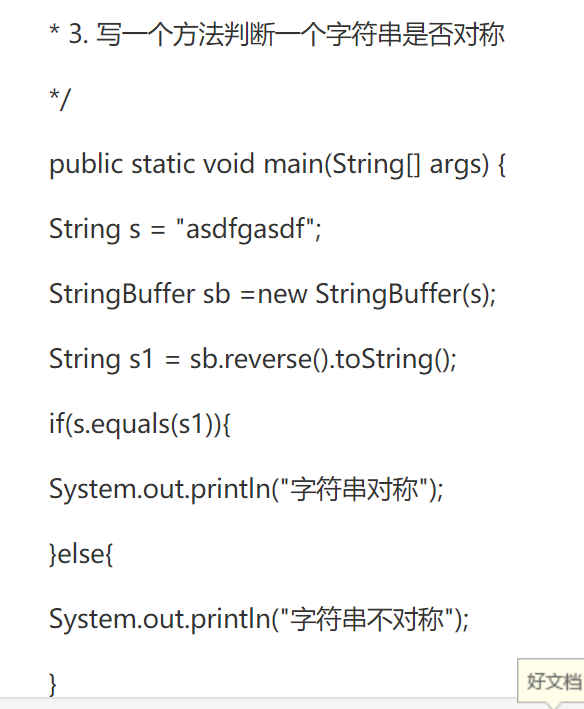 * 3. 写一个方法判断一个字符串是否对称
*/
public static void main(String[] args) {
String s = "asdfgasdf";
StringBuffer sb =new StringBuffer(s);
String s1 = sb.reverse().toString();
if(s.equals(s1)){
System.out.println("字符串对称");
}else{
System.out.println("字符串不对称");
}
好文档